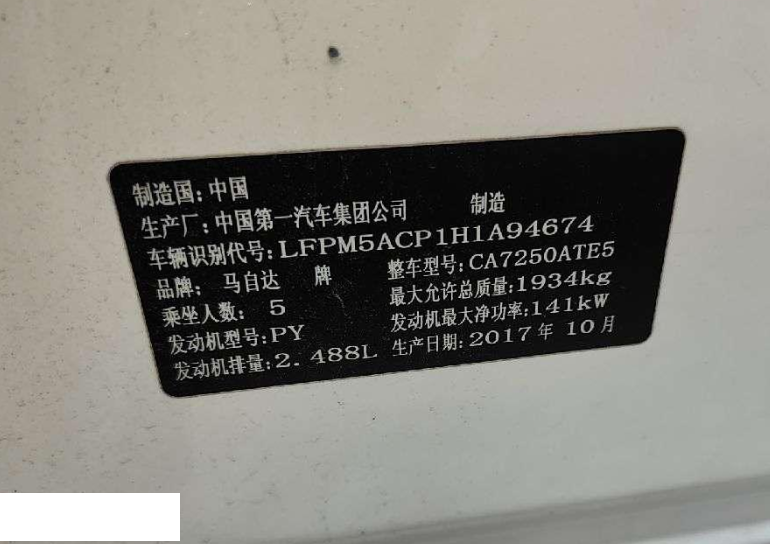 制造国:中国
生产厂:中国第一汽车集团公司 制造
车辆识别代号:LFPM5ACP1H1A94674
品牌: 马自达 牌 整车型号:CA7250ATE5
乘坐人数: 5 最大允许总质量:1934kg
发动机型号:PY 发动机最大净功率:141kW
发动机排量:2.488L 生产日期:2017年10月